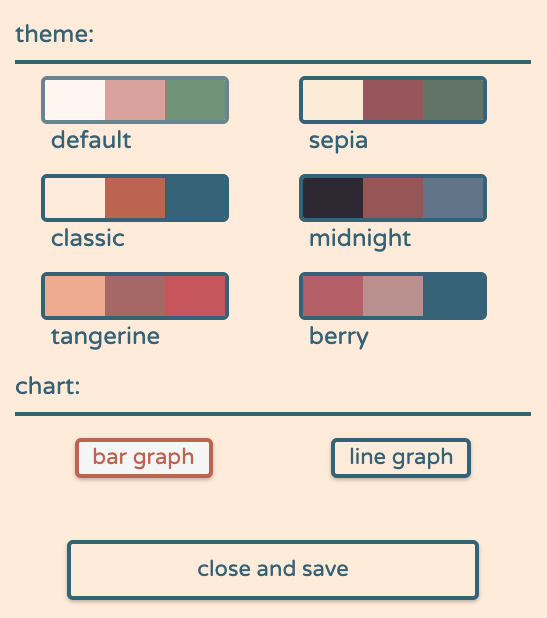 theme:
default
sepia
classic
midnight
tangerine
berry
chart:
bar graph
line graph
close and save